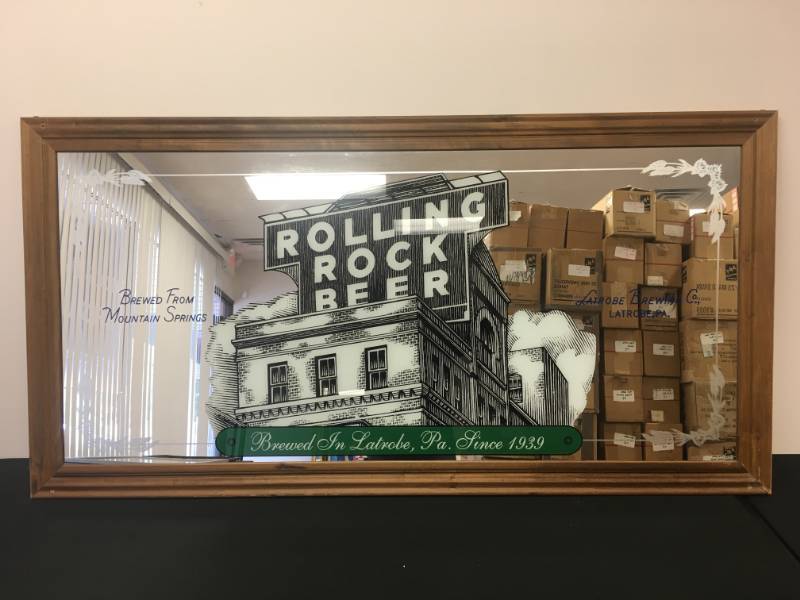 ROLLING
ROCK
BEER
Brewed From
Mountain Springs
Latrobe Brewing Co.,
Latrobe, Pa.
Brewed In Latrobe, Pa. Since 1939